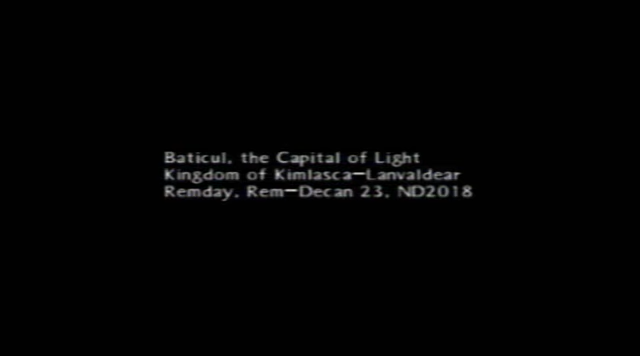 Baticul, the Capital of Light
Kingdom of Kimlasca-Lanvaldear
Remday, Rem-Decan 23, ND2018